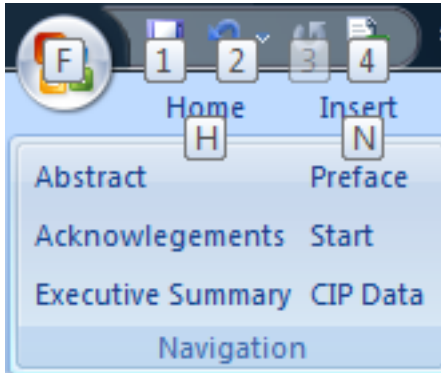 F 1 2 3 4
Home Insert
H N
Abstract Preface
Acknowlegements Start
Executive Summary CIP Data
Navigation